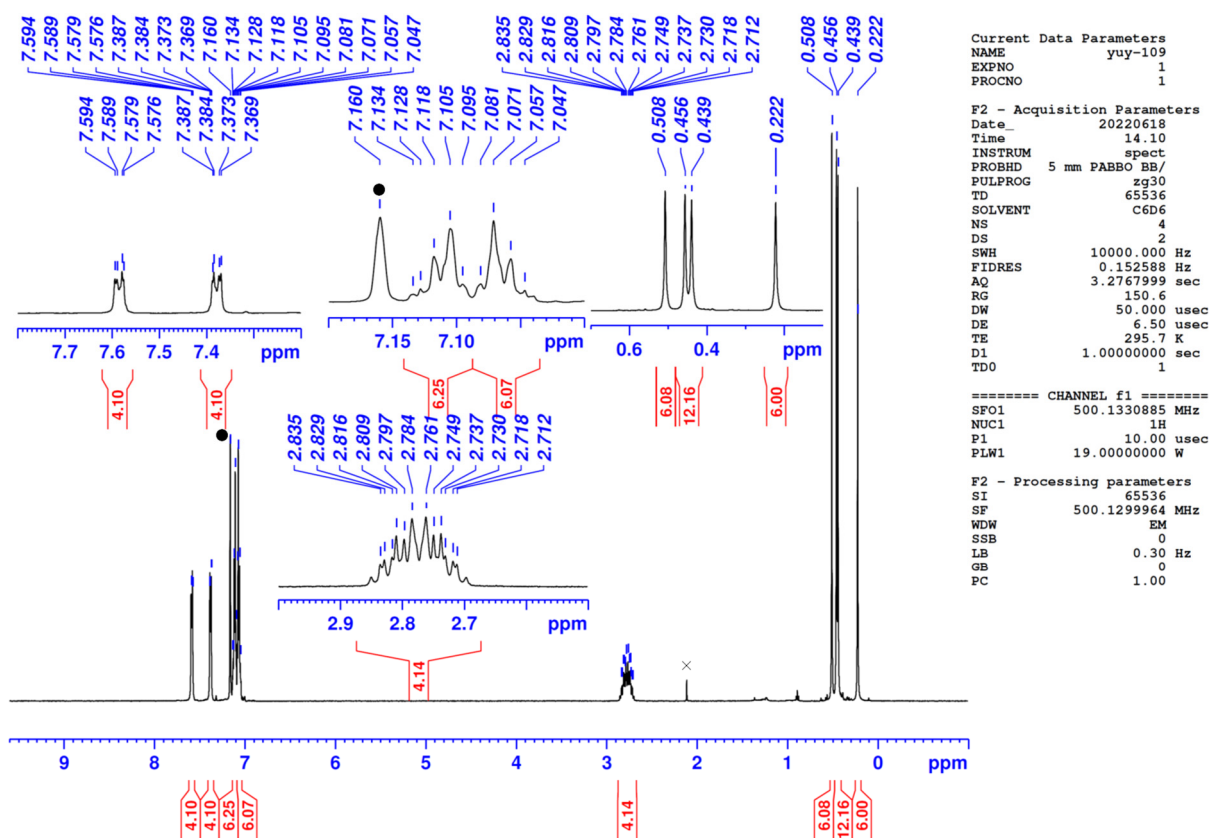 7.594 7.589 7.579 7.576 7.387 7.384 7.373 7.369 7.160 7.134 7.128 7.118 7.105 7.095 7.081 7.071 7.057 7.047
2.835 2.829 2.816 2.809 2.797 2.784 2.761 2.749 2.737 2.730 2.718 2.712
0.508 0.456 0.439 0.222
7.594 7.589 7.579 7.576 7.387 7.384 7.373 7.369
7.160 7.134 7.128 7.118 7.105 7.095 7.081 7.071 7.057 7.047
0.508 0.456 0.439 0.222
7.7 7.6 7.5 7.4 ppm
7.15 7.10 ppm
0.6 0.4 ppm
4.10 4.10
6.25 6.07
6.08 12.16 6.00
2.835 2.829 2.816 2.809 2.797 2.784 2.761 2.749 2.737 2.730 2.718 2.712
2.9 2.8 2.7 ppm
4.14
×
9 8 7 6 5 4 3 2 1 0 ppm
4.10 4.10 6.25 6.07 4.14 6.08 12.16 6.00
Current Data Parameters
NAME yuy-109
EXPNO 1
PROCNO 1
F2 - Acquisition Parameters
Date_ 20220618
Time 14.10
INSTRUM spect
PROBHD 5 mm PABBO BB/
PULPROG zg30
TD 65536
SOLVENT C6D6
NS 4
DS 2
SWH 10000.000 Hz
FIDRES 0.152588 Hz
AQ 3.2767999 sec
RG 150.6
DW 50.000 usec
DE 6.50 usec
TE 295.7 K
D1 1.00000000 sec
TD0 1
======== CHANNEL f1 ========
SFO1 500.1330885 MHz
NUC1 1H
P1 10.00 usec
PLW1 19.00000000 W
F2 - Processing parameters
SI 65536
SF 500.1299964 MHz
WDW EM
SSB 0
LB 0.30 Hz
GB 0
PC 1.00